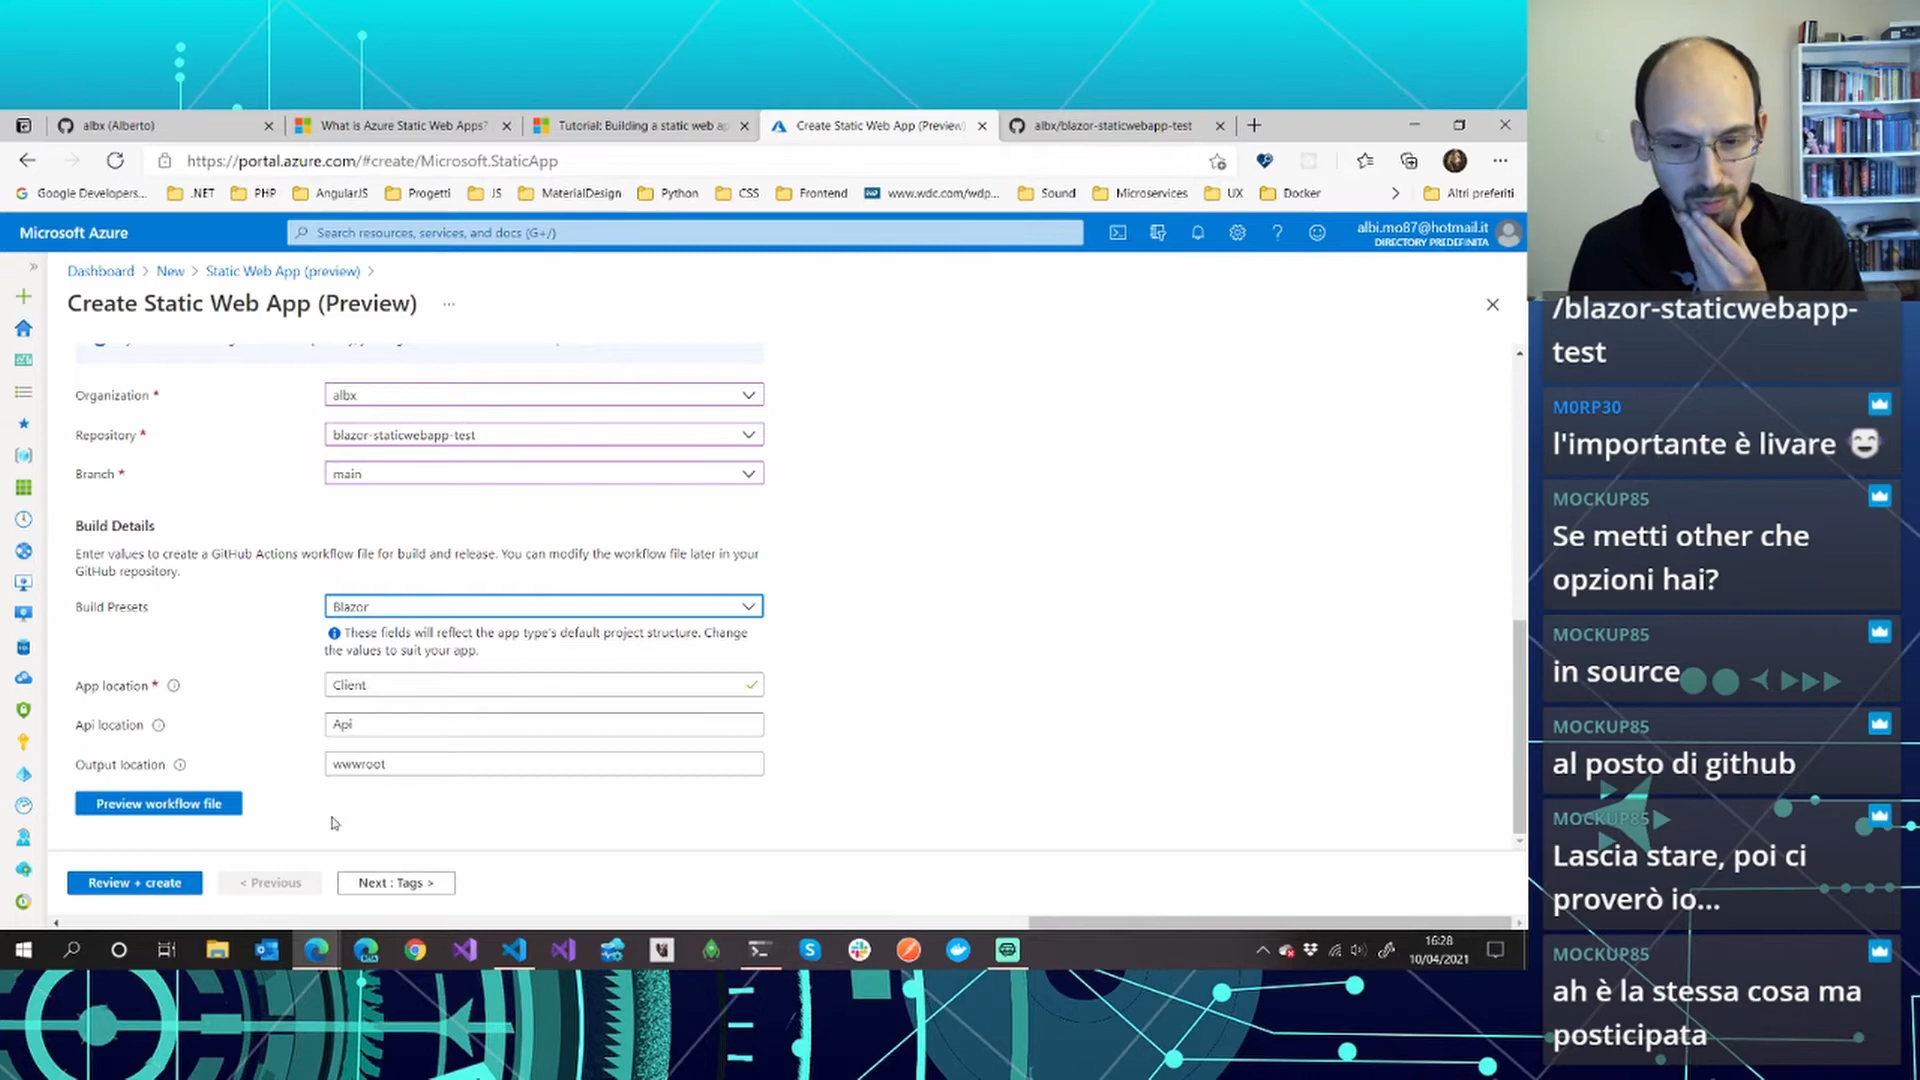 albx (Alberto)
What is Azure Static Web Apps?
Tutorial: Building a static web ap
Create Static Web App (Preview)
albx/blazor-staticwebapp-test
https://portal.azure.com/#create/Microsoft.StaticApp
Google Developers...
.NET
PHP
AngularJS
Progetti
JS
MaterialDesign
Python
CSS
Frontend
www.wdc.com/wdp...
Sound
Microservices
UX
Docker
Altri preferiti
Microsoft Azure
Search resources, services, and docs (G+/)
albi.mo87@hotmail.it
DIRECTORY PREDEFINITA
Dashboard > New > Static Web App (preview) >
Create Static Web App (Preview) ...
Organization *
albx
Repository *
blazor-staticwebapp-test
Branch *
main
Build Details
Enter values to create a GitHub Actions workflow file for build and release. You can modify the workflow file later in your
GitHub repository.
Build Presets
Blazor
These fields will reflect the app type's default project structure. Change
the values to suit your app.
App location *
Client
Api location
Api
Output location
wwwroot
Preview workflow file
Review + create
< Previous
Next : Tags >
16:28
10/04/2021
/blazor-staticwebapp-
test
M0RP30
l'importante è livare
MOCKUP85
Se metti other che
opzioni hai?
MOCKUP85
in source
MOCKUP85
al posto di github
MOCKUP85
Lascia stare, poi ci
proverò io...
MOCKUP85
ah è la stessa cosa ma
posticipata